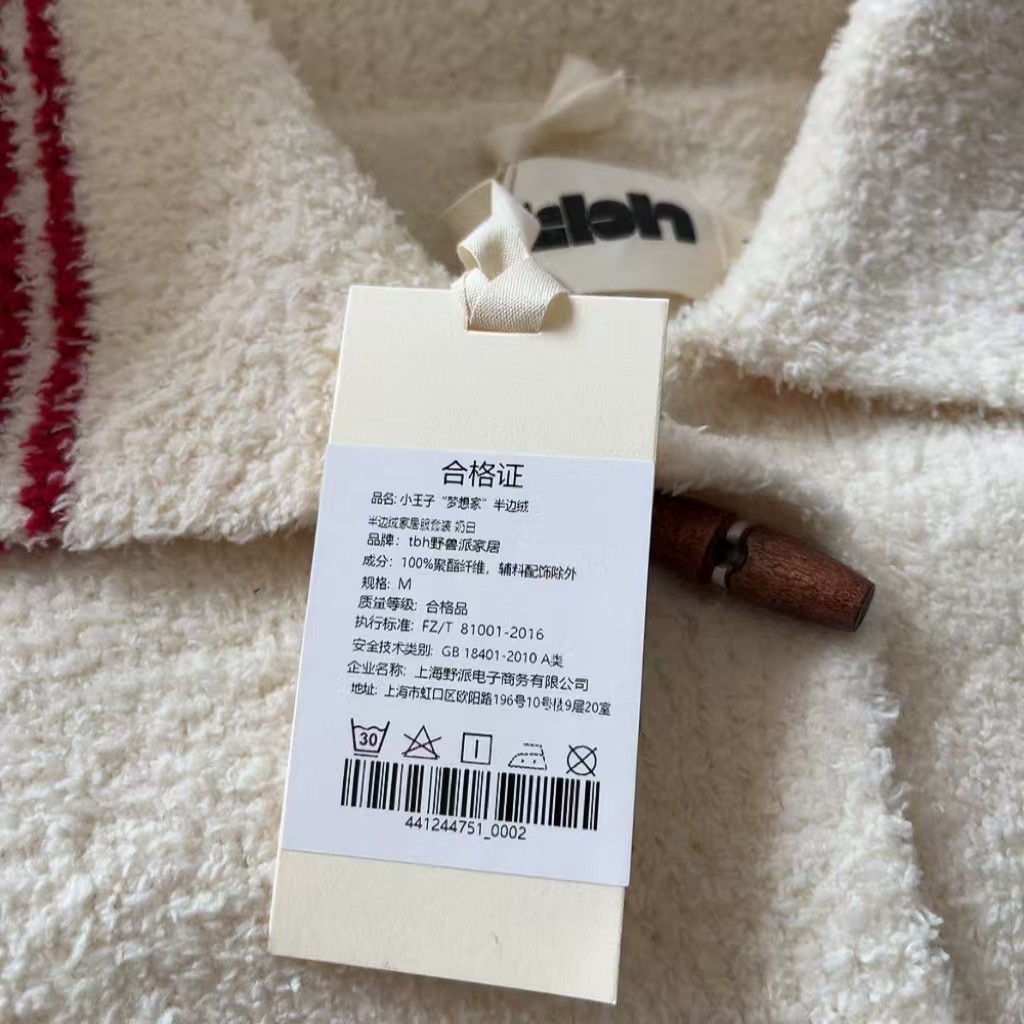 合格证
品名: 小王子“梦想家”半边绒
半边绒家居服套装 奶白
品牌: tbh野兽派家居
成分: 100%聚酯纤维，辅料配饰除外
规格: M
质量等级: 合格品
执行标准: FZ/T 81001-2016
安全技术类别: GB 18401-2010 A类
企业名称: 上海野派电子商务有限公司
地址: 上海市虹口区欧阳路196号10号楼9层20室
30
441244751_0002